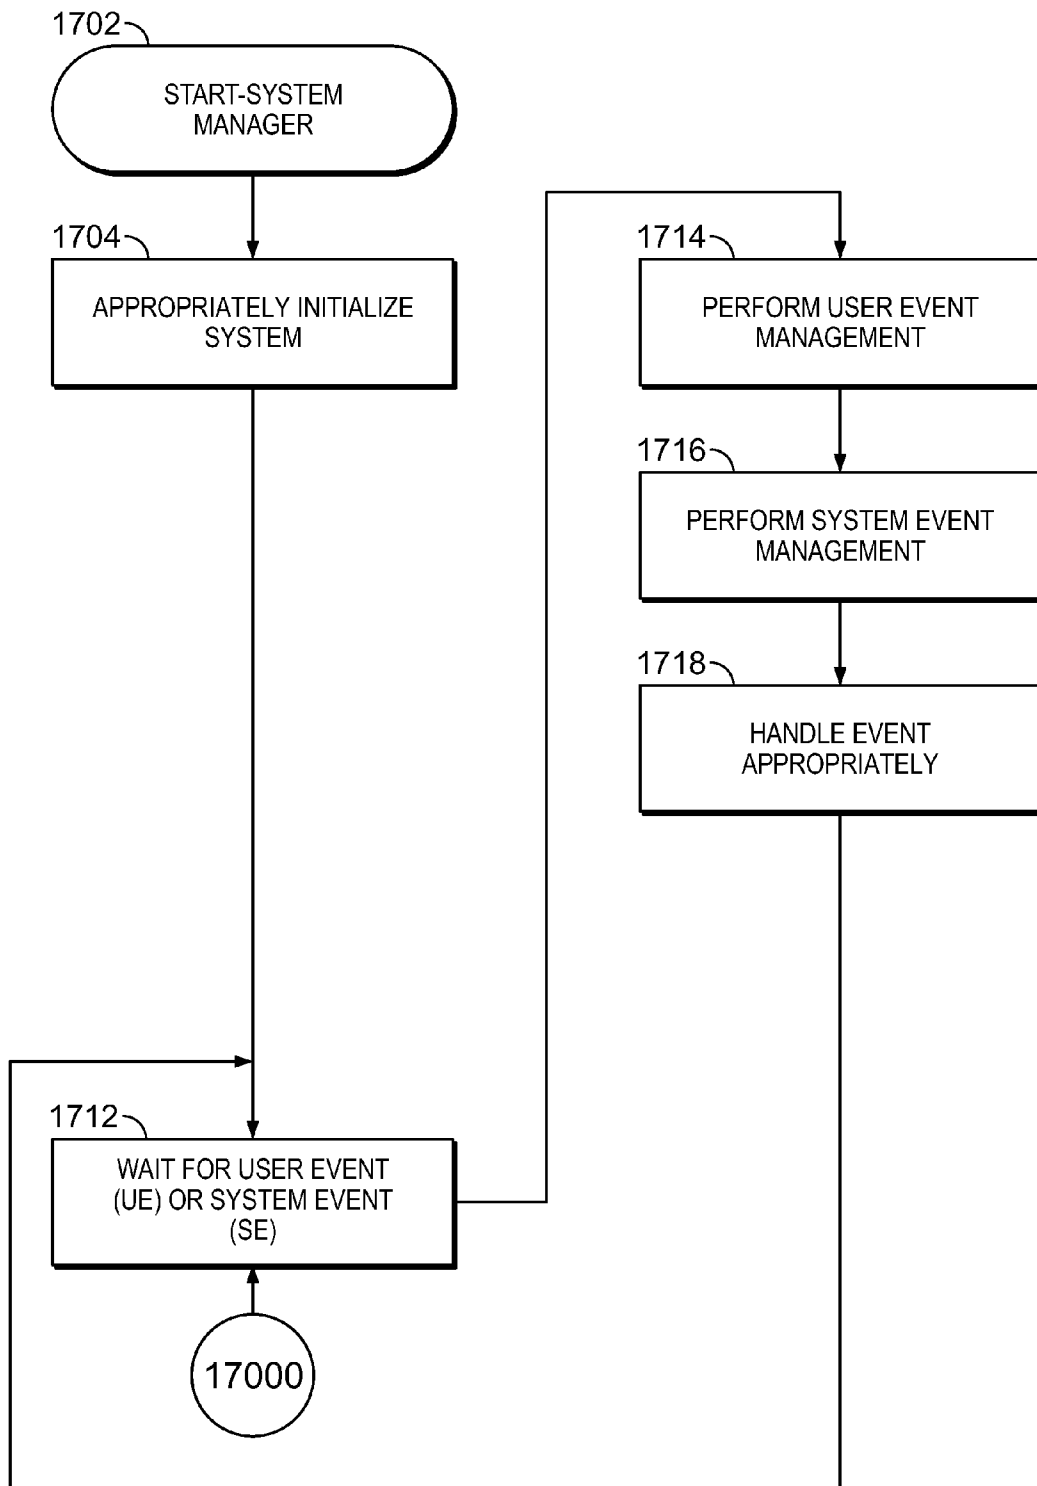 1702
START-SYSTEM
MANAGER
1704
APPROPRIATELY INITIALIZE
SYSTEM
1712
WAIT FOR USER EVENT
(UE) OR SYSTEM EVENT
(SE)
17000
1714
PERFORM USER EVENT
MANAGEMENT
1716
PERFORM SYSTEM EVENT
MANAGEMENT
1718
HANDLE EVENT
APPROPRIATELY